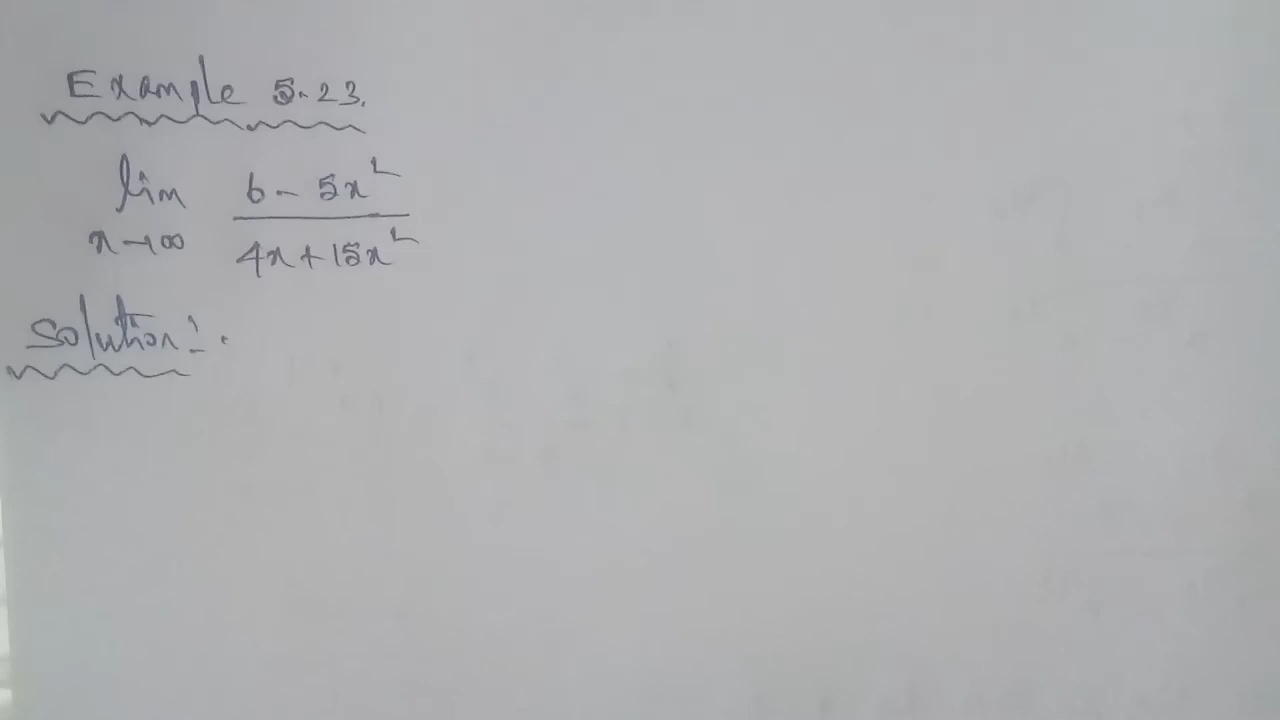 Example 5.23.
lim 6 - 5x²
x→∞ 4x + 15x²
Solution:-